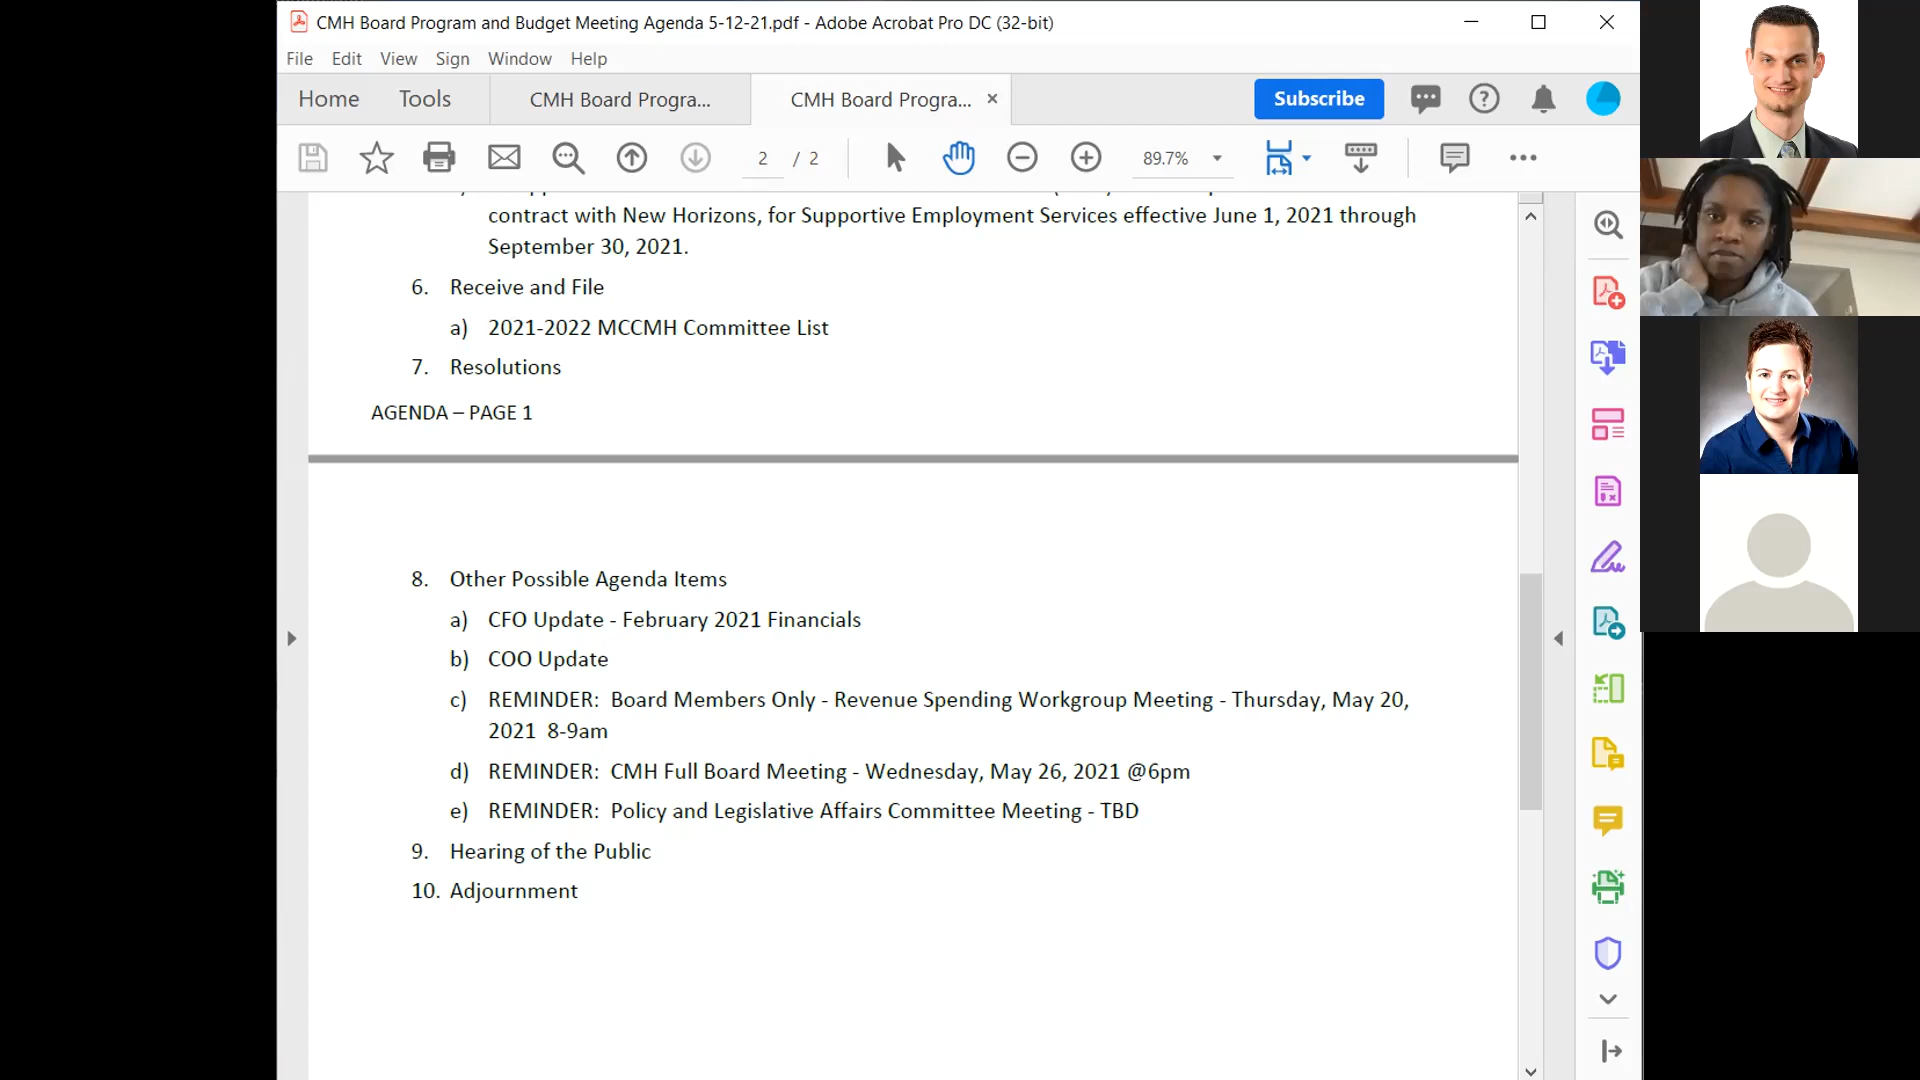 CMH Board Program and Budget Meeting Agenda 5-12-21.pdf - Adobe Acrobat Pro DC (32-bit)
File Edit View Sign Window Help
Home Tools CMH Board Progra... CMH Board Progra... × Subscribe
2 / 2 89.7%
contract with New Horizons, for Supportive Employment Services effective June 1, 2021 through
September 30, 2021.
6. Receive and File
a) 2021-2022 MCCMH Committee List
7. Resolutions
AGENDA – PAGE 1
8. Other Possible Agenda Items
a) CFO Update - February 2021 Financials
b) COO Update
c) REMINDER: Board Members Only - Revenue Spending Workgroup Meeting - Thursday, May 20,
2021 8-9am
d) REMINDER: CMH Full Board Meeting - Wednesday, May 26, 2021 @6pm
e) REMINDER: Policy and Legislative Affairs Committee Meeting - TBD
9. Hearing of the Public
10. Adjournment